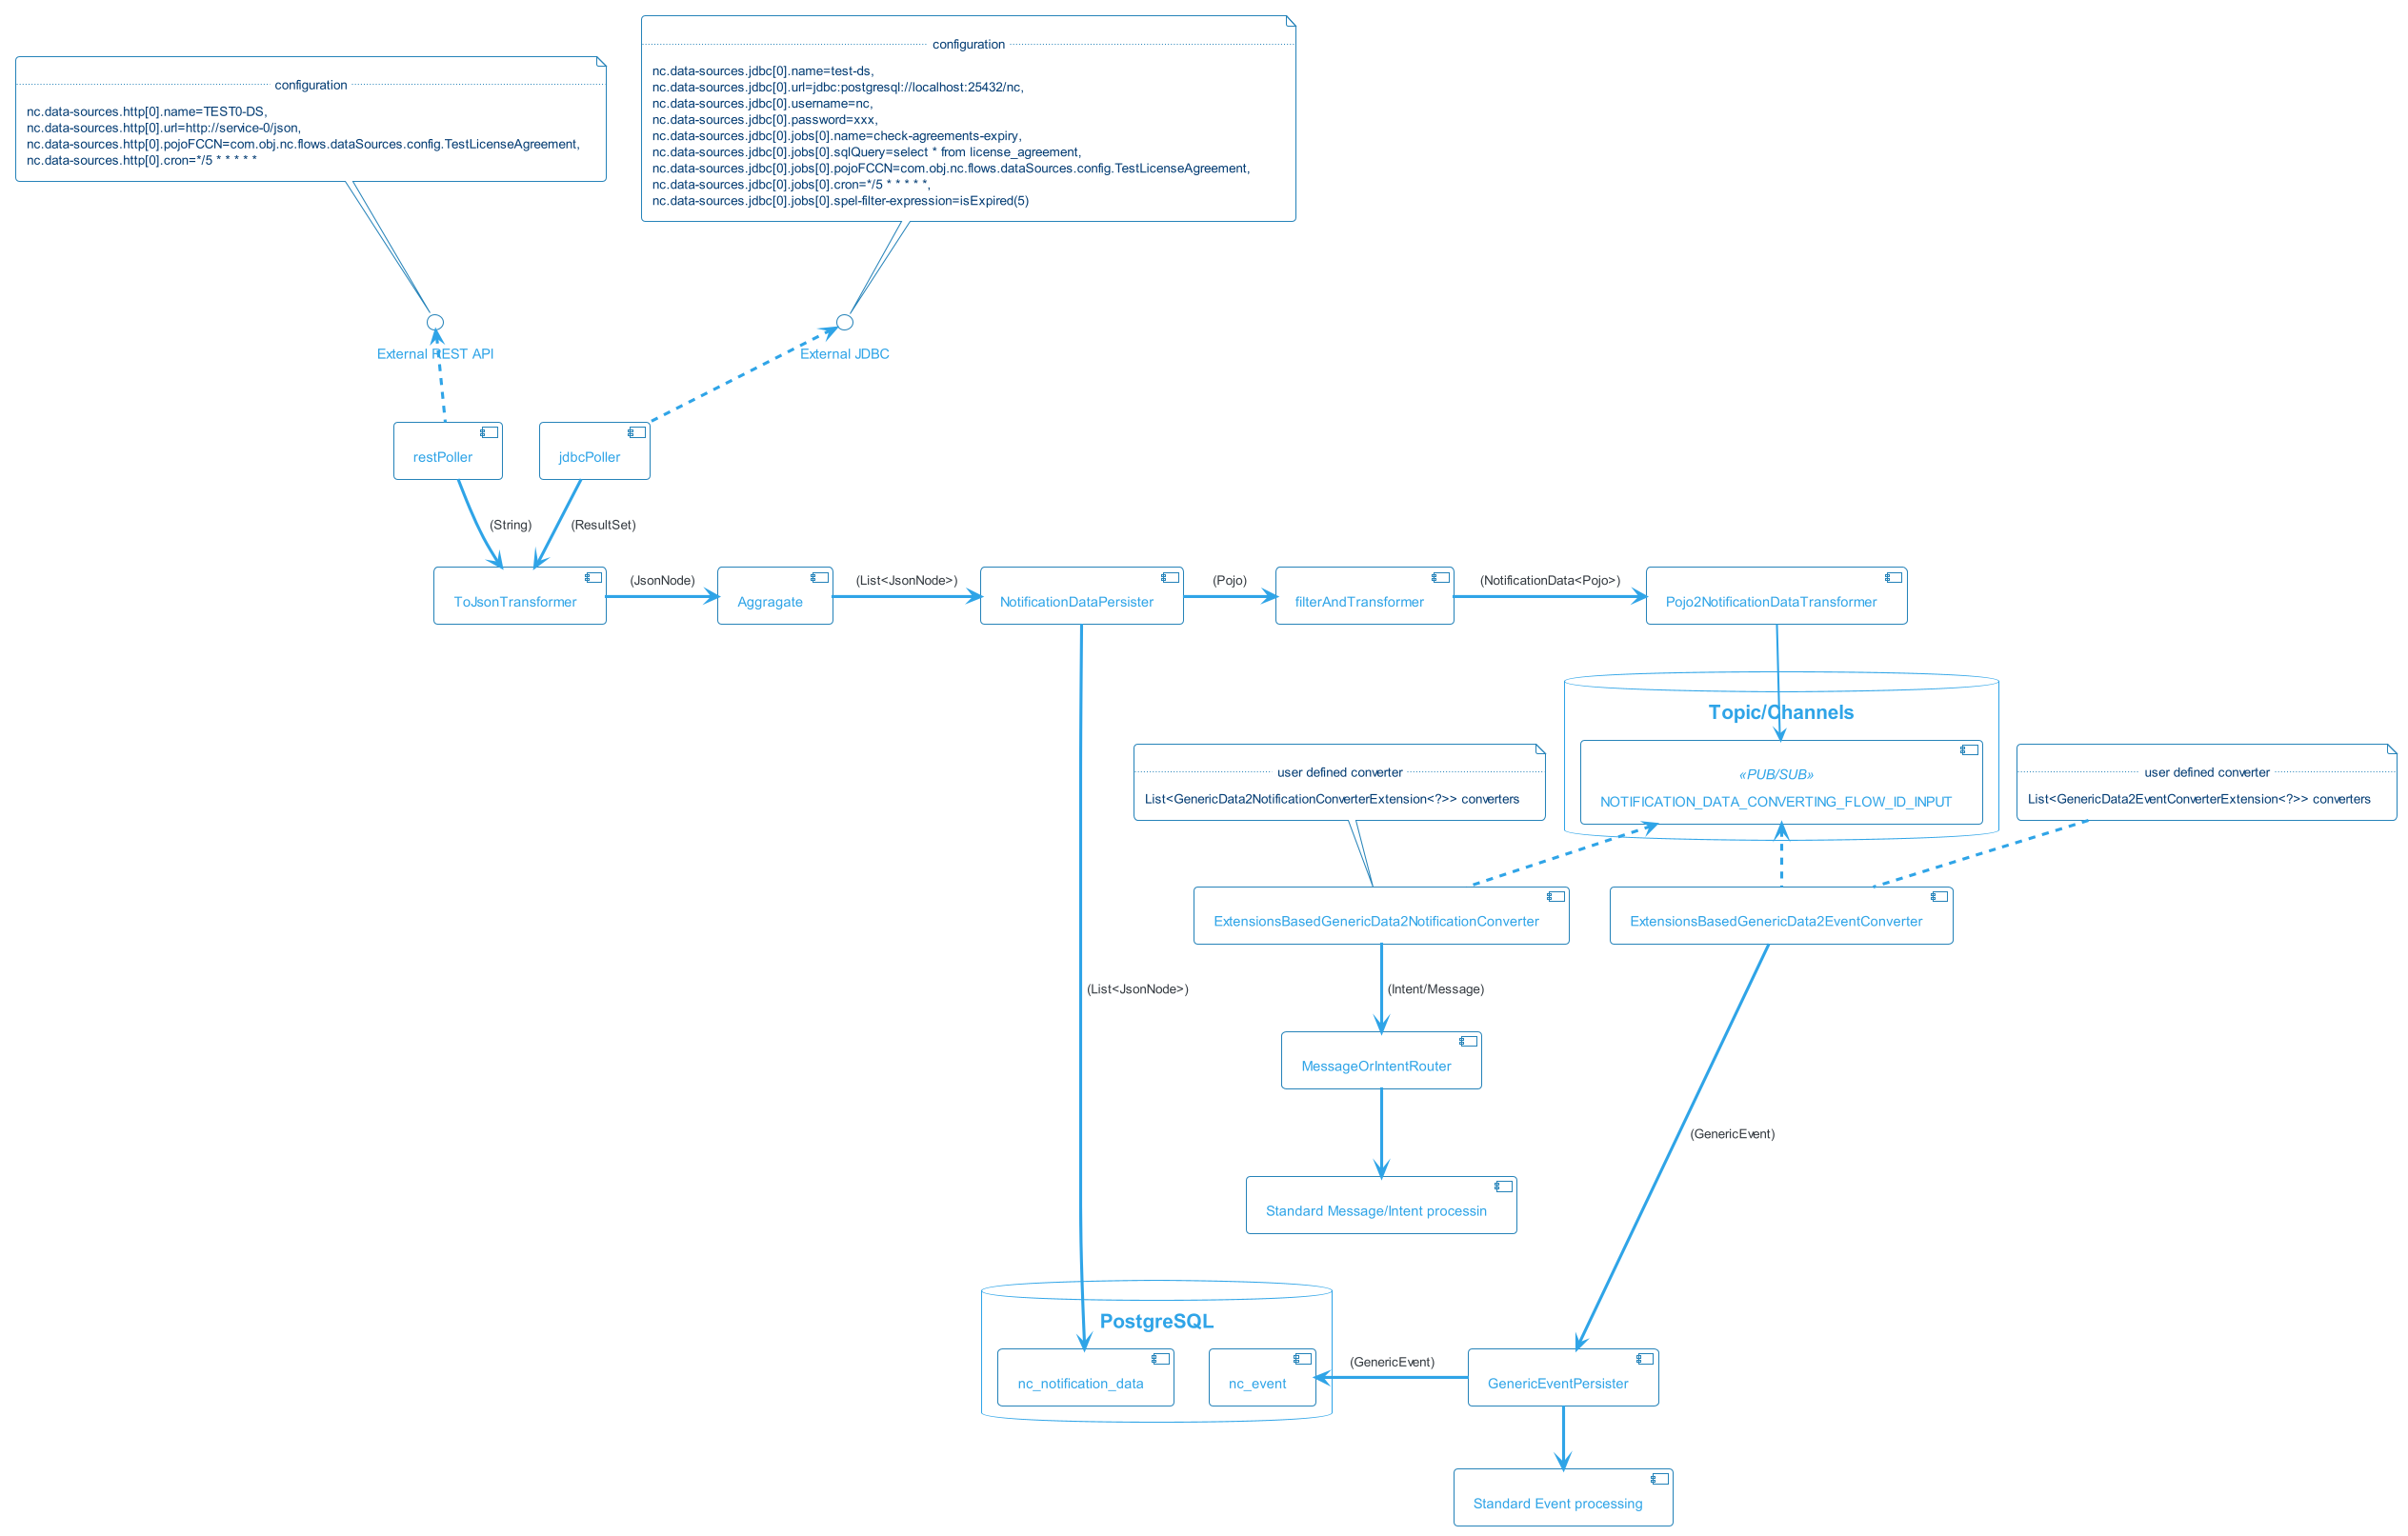 configuration
nc.data-sources.http[0].name=TEST0-DS,
nc.data-sources.http[0].url=http://service-0/json,
nc.data-sources.http[0].pojoFCCN=com.obj.nc.flows.dataSources.config.TestLicenseAgreement,
nc.data-sources.http[0].cron=*/5 * * * * *
configuration
nc.data-sources.jdbc[0].name=test-ds,
nc.data-sources.jdbc[0].url=jdbc:postgresql://localhost:25432/nc,
nc.data-sources.jdbc[0].username=nc,
nc.data-sources.jdbc[0].password=xxx,
nc.data-sources.jdbc[0].jobs[0].name=check-agreements-expiry,
nc.data-sources.jdbc[0].jobs[0].sqlQuery=select * from license_agreement,
nc.data-sources.jdbc[0].jobs[0].pojoFCCN=com.obj.nc.flows.dataSources.config.TestLicenseAgreement,
nc.data-sources.jdbc[0].jobs[0].cron=*/5 * * * * *,
nc.data-sources.jdbc[0].jobs[0].spel-filter-expression=isExpired(5)
External REST API
External JDBC
restPoller
jdbcPoller
(String)
(ResultSet)
ToJsonTransformer
(JsonNode)
Aggragate
(List<JsonNode>)
NotificationDataPersister
(Pojo)
filterAndTransformer
(NotificationData<Pojo>)
Pojo2NotificationDataTransformer
Topic/Channels
«PUB/SUB»
NOTIFICATION_DATA_CONVERTING_FLOW_ID_INPUT
user defined converter
List<GenericData2NotificationConverterExtension<?>> converters
user defined converter
List<GenericData2EventConverterExtension<?>> converters
ExtensionsBasedGenericData2NotificationConverter
ExtensionsBasedGenericData2EventConverter
(List<JsonNode>)
(Intent/Message)
MessageOrIntentRouter
(GenericEvent)
Standard Message/Intent processin
PostgreSQL
nc_notification_data
nc_event
(GenericEvent)
GenericEventPersister
Standard Event processing